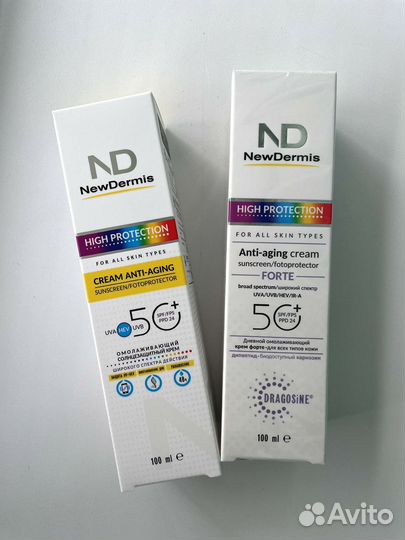 ND
NewDermis
HIGH PROTECTION
FOR ALL SKIN TYPES
CREAM ANTI-AGING
SUNSCREEN/FOTOPROTECTOR
UVA HEV UVB 50+ SPF/FPS
PPD 24
ОМОЛАЖИВАЮЩИЙ
СОЛНЦЕЗАЩИТНЫЙ КРЕМ
ШИРОКОГО СПЕКТРА ДЕЙСТВИЯ
100 ml e
ND
NewDermis
HIGH PROTECTION
FOR ALL SKIN TYPES
Anti-aging cream
sunscreen/fotoprotector
FORTE
broad spectrum/широкий спектр
UVA/UVB/HEV/IR-A
50+ SPF/FPS
PPD 24
Дневной омолаживающий
крем форте-для всех типов кожи
дипептид-биодоступный карнозин
DRAGOSINE®
100 ml e
Avito